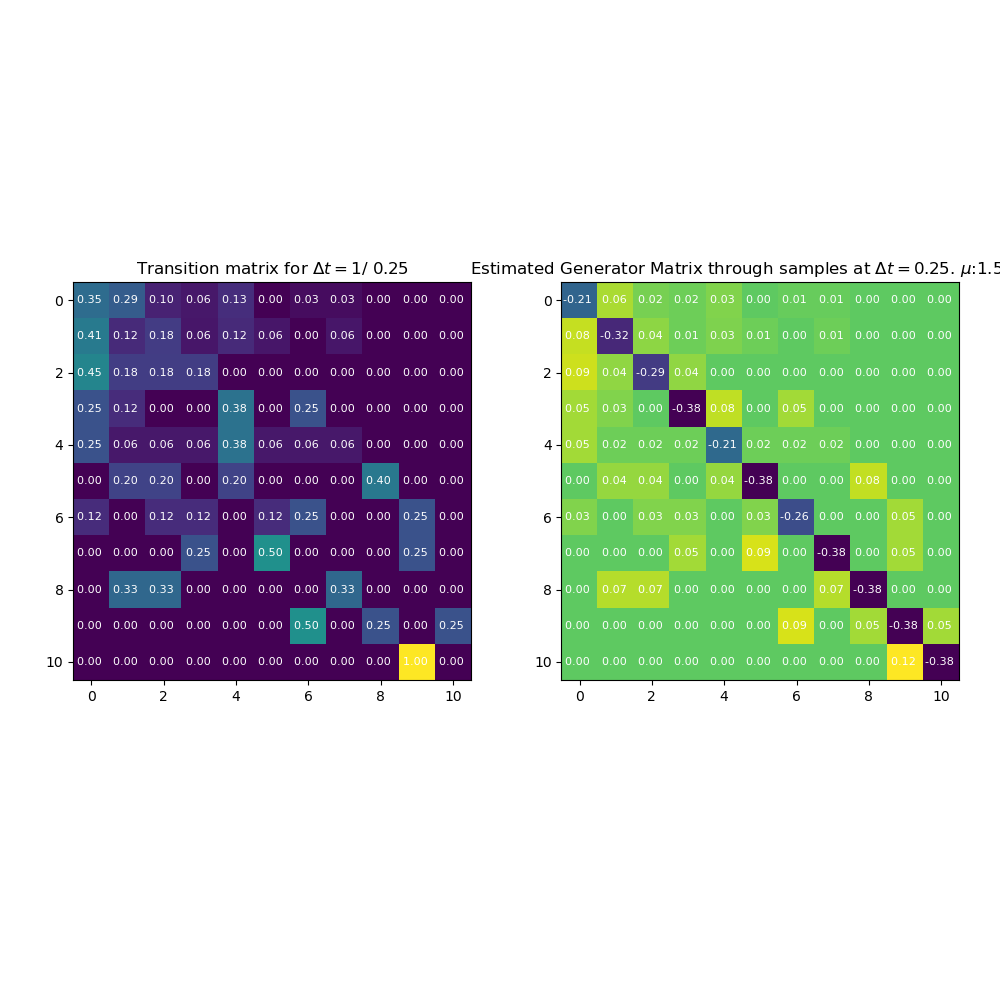 Transition matrix for Δt = 1/ 0.25
0 0.35 0.29 0.10 0.06 0.13 0.00 0.03 0.03 0.00 0.00 0.00
0.41 0.12 0.18 0.06 0.12 0.06 0.00 0.06 0.00 0.00 0.00
2 0.45 0.18 0.18 0.18 0.00 0.00 0.00 0.00 0.00 0.00 0.00
0.25 0.12 0.00 0.00 0.38 0.00 0.25 0.00 0.00 0.00 0.00
4 0.25 0.06 0.06 0.06 0.38 0.06 0.06 0.06 0.00 0.00 0.00
0.00 0.20 0.20 0.00 0.20 0.00 0.00 0.00 0.40 0.00 0.00
6 0.12 0.00 0.12 0.12 0.00 0.12 0.25 0.00 0.00 0.25 0.00
0.00 0.00 0.00 0.25 0.00 0.50 0.00 0.00 0.00 0.25 0.00
8 0.00 0.33 0.33 0.00 0.00 0.00 0.00 0.33 0.00 0.00 0.00
0.00 0.00 0.00 0.00 0.00 0.00 0.50 0.00 0.25 0.00 0.25
10 0.00 0.00 0.00 0.00 0.00 0.00 0.00 0.00 0.00 1.00 0.00
0 2 4 6 8 10
Estimated Generator Matrix through samples at Δt = 0.25. μ:1.5
0 -0.21 0.06 0.02 0.02 0.03 0.00 0.01 0.01 0.00 0.00 0.00
0.08 -0.32 0.04 0.01 0.03 0.01 0.00 0.01 0.00 0.00 0.00
2 0.09 0.04 -0.29 0.04 0.00 0.00 0.00 0.00 0.00 0.00 0.00
0.05 0.03 0.00 -0.38 0.08 0.00 0.05 0.00 0.00 0.00 0.00
4 0.05 0.02 0.02 0.02 -0.21 0.02 0.02 0.02 0.00 0.00 0.00
0.00 0.04 0.04 0.00 0.04 -0.38 0.00 0.00 0.08 0.00 0.00
6 0.03 0.00 0.03 0.03 0.00 0.03 -0.26 0.00 0.00 0.05 0.00
0.00 0.00 0.00 0.05 0.00 0.09 0.00 -0.38 0.00 0.05 0.00
8 0.00 0.07 0.07 0.00 0.00 0.00 0.00 0.07 -0.38 0.00 0.00
0.00 0.00 0.00 0.00 0.00 0.00 0.09 0.00 0.05 -0.38 0.05
10 0.00 0.00 0.00 0.00 0.00 0.00 0.00 0.00 0.00 0.12 -0.38
0 2 4 6 8 10